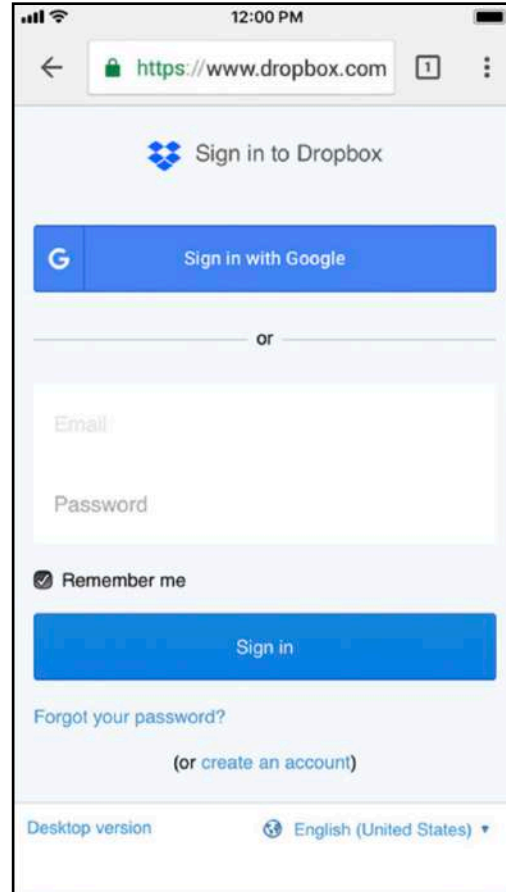 12:00 PM
https://www.dropbox.com 1
Sign in to Dropbox
G Sign in with Google
or
Email
Password
Remember me
Sign in
Forgot your password?
(or create an account)
Desktop version English (United States)